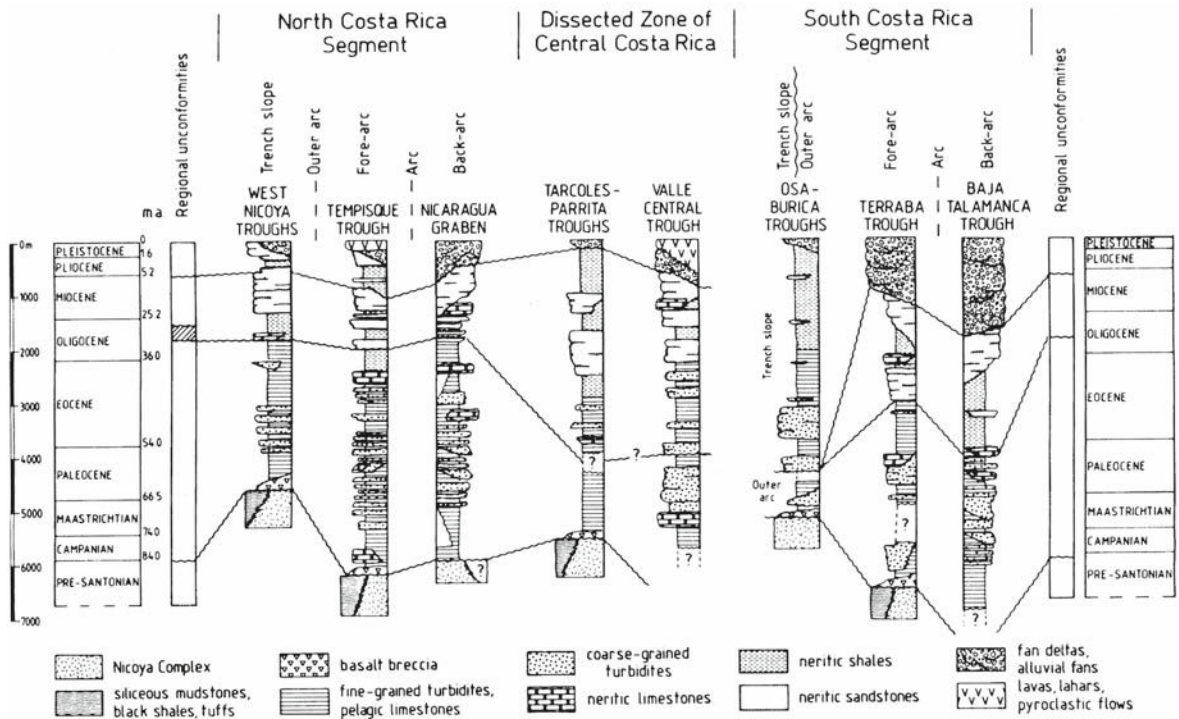 North Costa Rica
Segment
Dissected Zone of
Central Costa Rica
South Costa Rica
Segment
Regional unconformities
Trench slope
Outer arc
Fore-arc
Arc
Back-arc
Trench slope
Outer arc
Fore-arc
Arc
Back-arc
Regional unconformities
WEST
NICOYA
TROUGHS
TEMPISQUE
TROUGH
NICARAGUA
GRABEN
TARCOLES-
PARRITA
TROUGHS
VALLE
CENTRAL
TROUGH
OSA-
BURICA
TROUGHS
TERRABA
TROUGH
BAJA
TALAMANCA
TROUGH
m.a.
0m
1000
2000
3000
4000
5000
6000
7000
PLEISTOCENE
PLIOCENE
MIOCENE
OLIGOCENE
EOCENE
PALEOCENE
MAASTRICHTIAN
CAMPANIAN
PRE-SANTONIAN
0
1.6
5.2
25.2
36.0
54.0
66.5
74.0
84.0
?
?
?
?
Trench slope
Outer arc
?
?
PLEISTOCENE
PLIOCENE
MIOCENE
OLIGOCENE
EOCENE
PALEOCENE
MAASTRICHTIAN
CAMPANIAN
PRE-SANTONIAN
Nicoya Complex
siliceous mudstones,
black shales, tuffs
basalt breccia
fine-grained turbidites,
pelagic limestones
coarse-grained
turbidites
neritic limestones
neritic shales
neritic sandstones
fan deltas,
alluvial fans
lavas, lahars,
pyroclastic flows